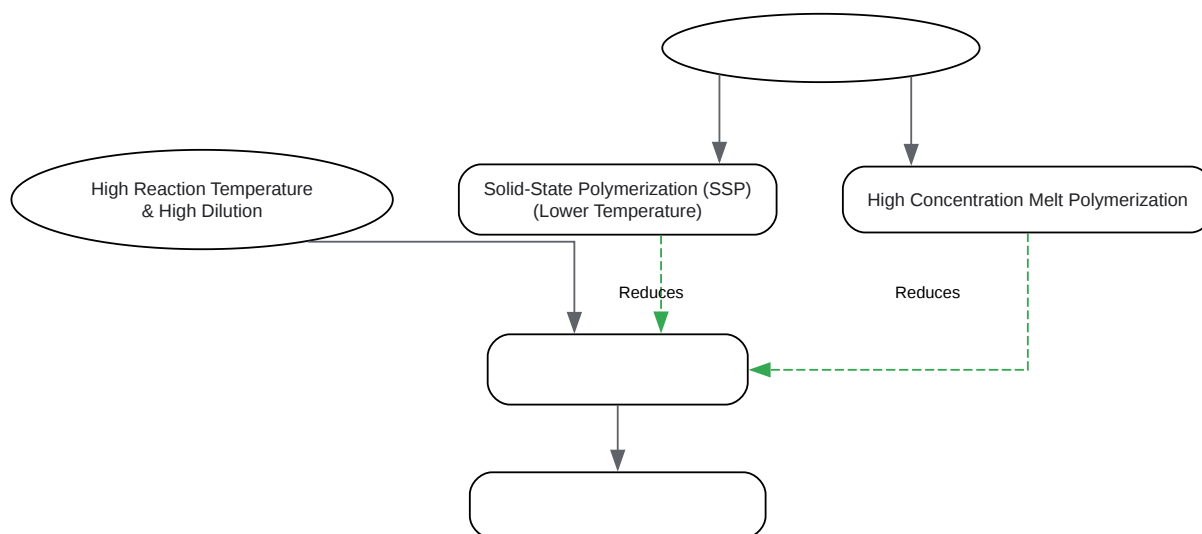 High Reaction Temperature
& High Dilution
Solid-State Polymerization (SSP)
(Lower Temperature)
High Concentration Melt Polymerization
Reduces
Reduces